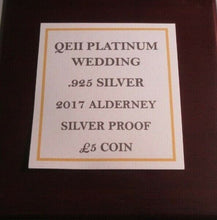 QEII PLATINUM
WEDDING
.925 SILVER
2017 ALDERNEY
SILVER PROOF
£5 COIN